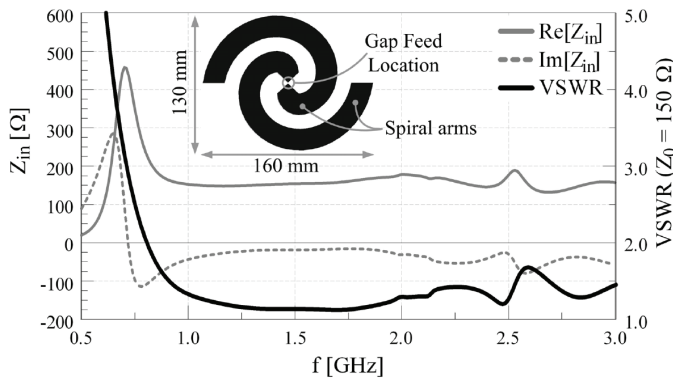 600
500
400
300
200
100
0
-100
-200
Z_in [Ω]
0.5
1.0
1.5
2.0
2.5
3.0
f [GHz]
5.0
4.0
3.0
2.0
1.0
VSWR (Z_0 = 150 Ω)
130 mm
160 mm
Gap Feed
Location
Spiral arms
Re[Z_in]
Im[Z_in]
VSWR